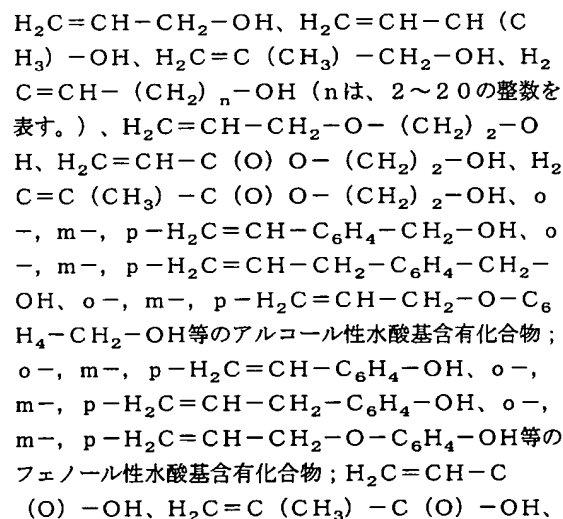 H₂C=CH−CH₂−OH、H₂C=CH−CH(C
H₃)−OH、H₂C=C(CH₃)−CH₂−OH、H₂
C=CH−(CH₂)ₙ−OH(nは、2〜20の整数を
表す。)、H₂C=CH−CH₂−O−(CH₂)₂−O
H、H₂C=CH−C(O)O−(CH₂)₂−OH、H₂
C=C(CH₃)−C(O)O−(CH₂)₂−OH、o
−,m−,p−H₂C=CH−C₆H₄−CH₂−OH、o
−,m−,p−H₂C=CH−CH₂−C₆H₄−CH₂−
OH、o−,m−,p−H₂C=CH−CH₂−O−C₆
H₄−CH₂−OH等のアルコール性水酸基含有化合物;
o−,m−,p−H₂C=CH−C₆H₄−OH、o−,
m−,p−H₂C=CH−CH₂−C₆H₄−OH、o−,
m−,p−H₂C=CH−CH₂−O−C₆H₄−OH等の
フェノール性水酸基含有化合物;H₂C=CH−C
(O)−OH、H₂C=C(CH₃)−C(O)−OH、